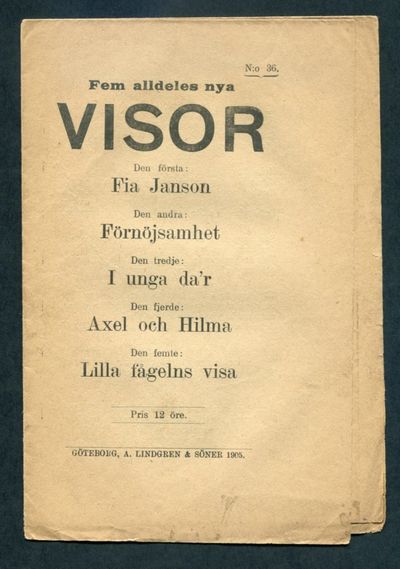 N:o 36.
Fem alldeles nya
VISOR
Den första:
Fia Janson
Den andra:
Förnöjsamhet
Den tredje:
I unga da'r
Den fjerde:
Axel och Hilma
Den femte:
Lilla fågelns visa
Pris 12 öre.
GÖTEBORG, A. LINDGREN & SÖNER 1905.